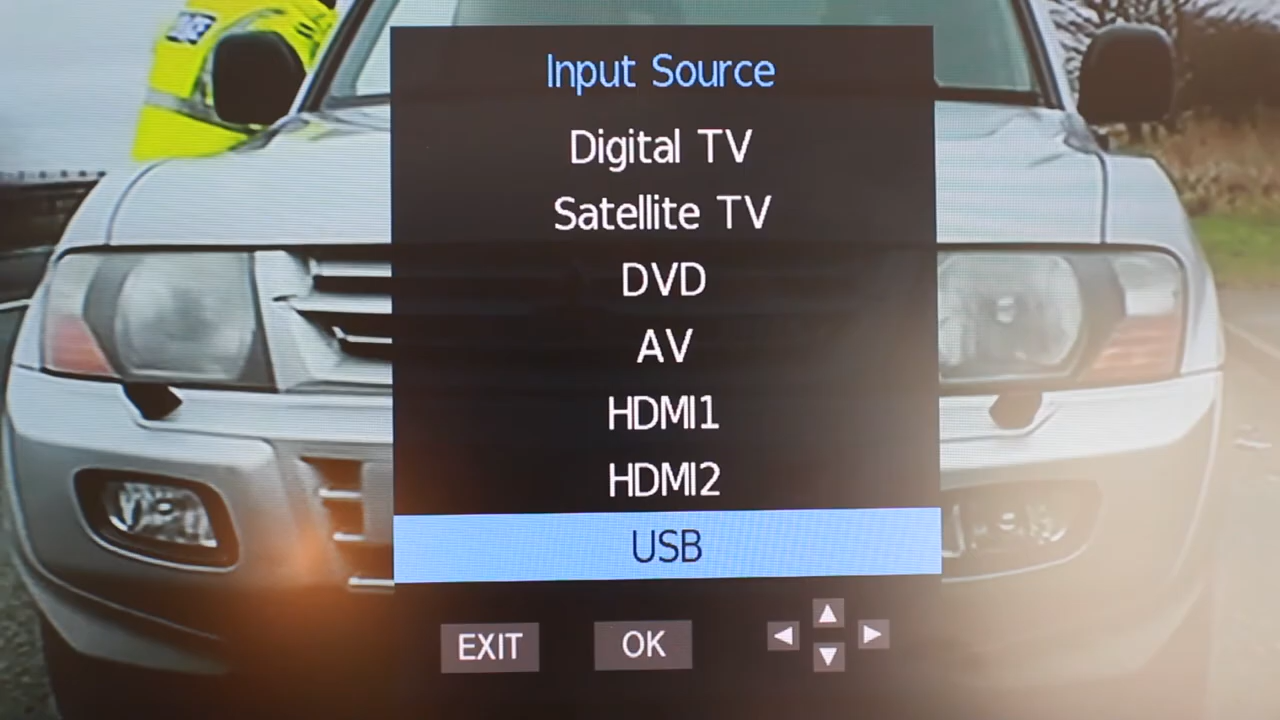 Input Source
Digital TV
Satellite TV
DVD
AV
HDMI1
HDMI2
USB
EXIT OK